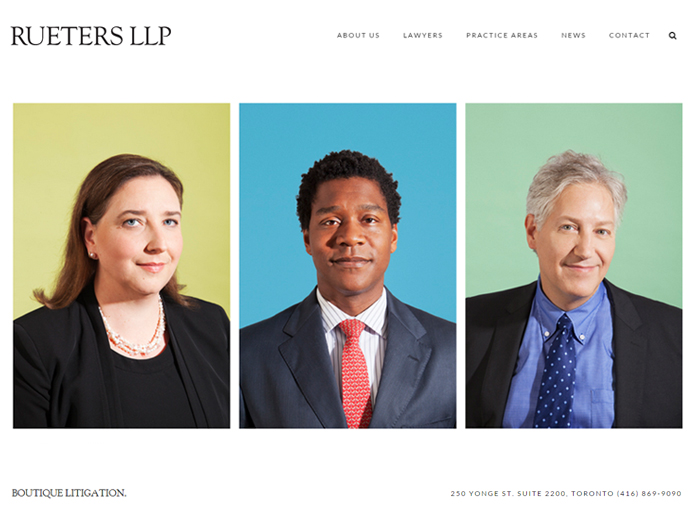 RUETERS LLP
ABOUT US LAWYERS PRACTICE AREAS NEWS CONTACT
BOUTIQUE LITIGATION.
250 YONGE ST. SUITE 2200, TORONTO (416) 869-9090